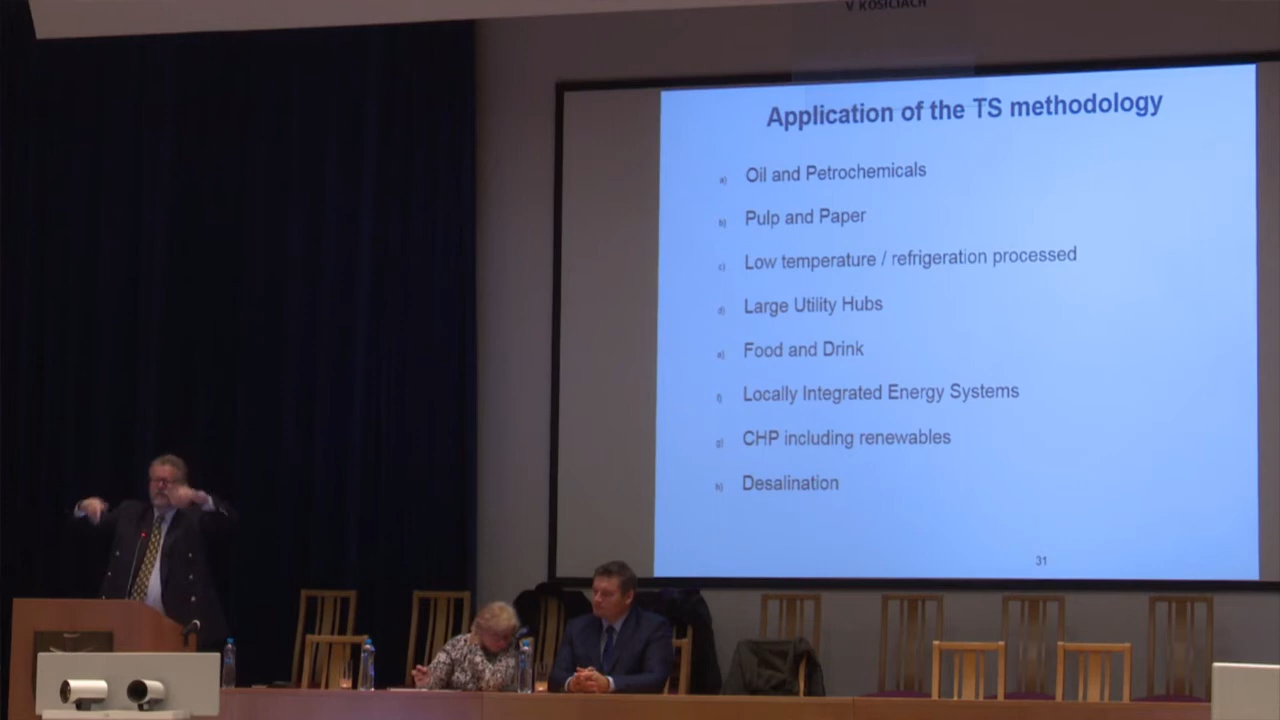 V KOŠICIACH
Application of the TS methodology
a) Oil and Petrochemicals
b) Pulp and Paper
c) Low temperature / refrigeration processed
d) Large Utility Hubs
e) Food and Drink
f) Locally Integrated Energy Systems
g) CHP including renewables
h) Desalination
31